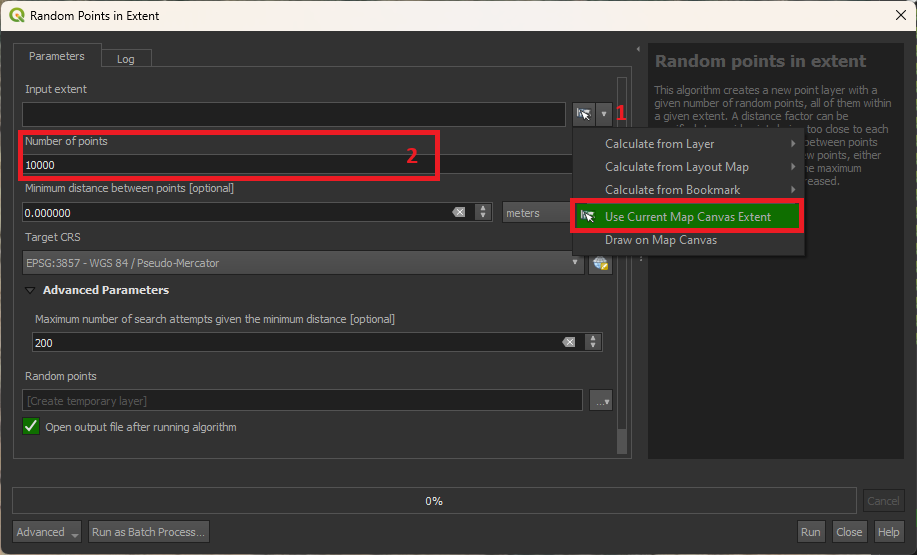 Random Points in Extent
Parameters
Log
Input extent
1
Number of points
2
10000
Minimum distance between points [optional]
0.000000
meters
Target CRS
EPSG:3857 - WGS 84 / Pseudo-Mercator
Advanced Parameters
Maximum number of search attempts given the minimum distance [optional]
200
Random points
[Create temporary layer]
...
Open output file after running algorithm
Calculate from Layer
Calculate from Layout Map
Calculate from Bookmark
Use Current Map Canvas Extent
Draw on Map Canvas
Random points in extent
This algorithm creates a new point layer with a
given number of random points, all of them within
a given extent. A distance factor can be
too close to each
between points
new points, either
the maximum
0%
Cancel
Advanced
Run as Batch Process...
Run
Close
Help